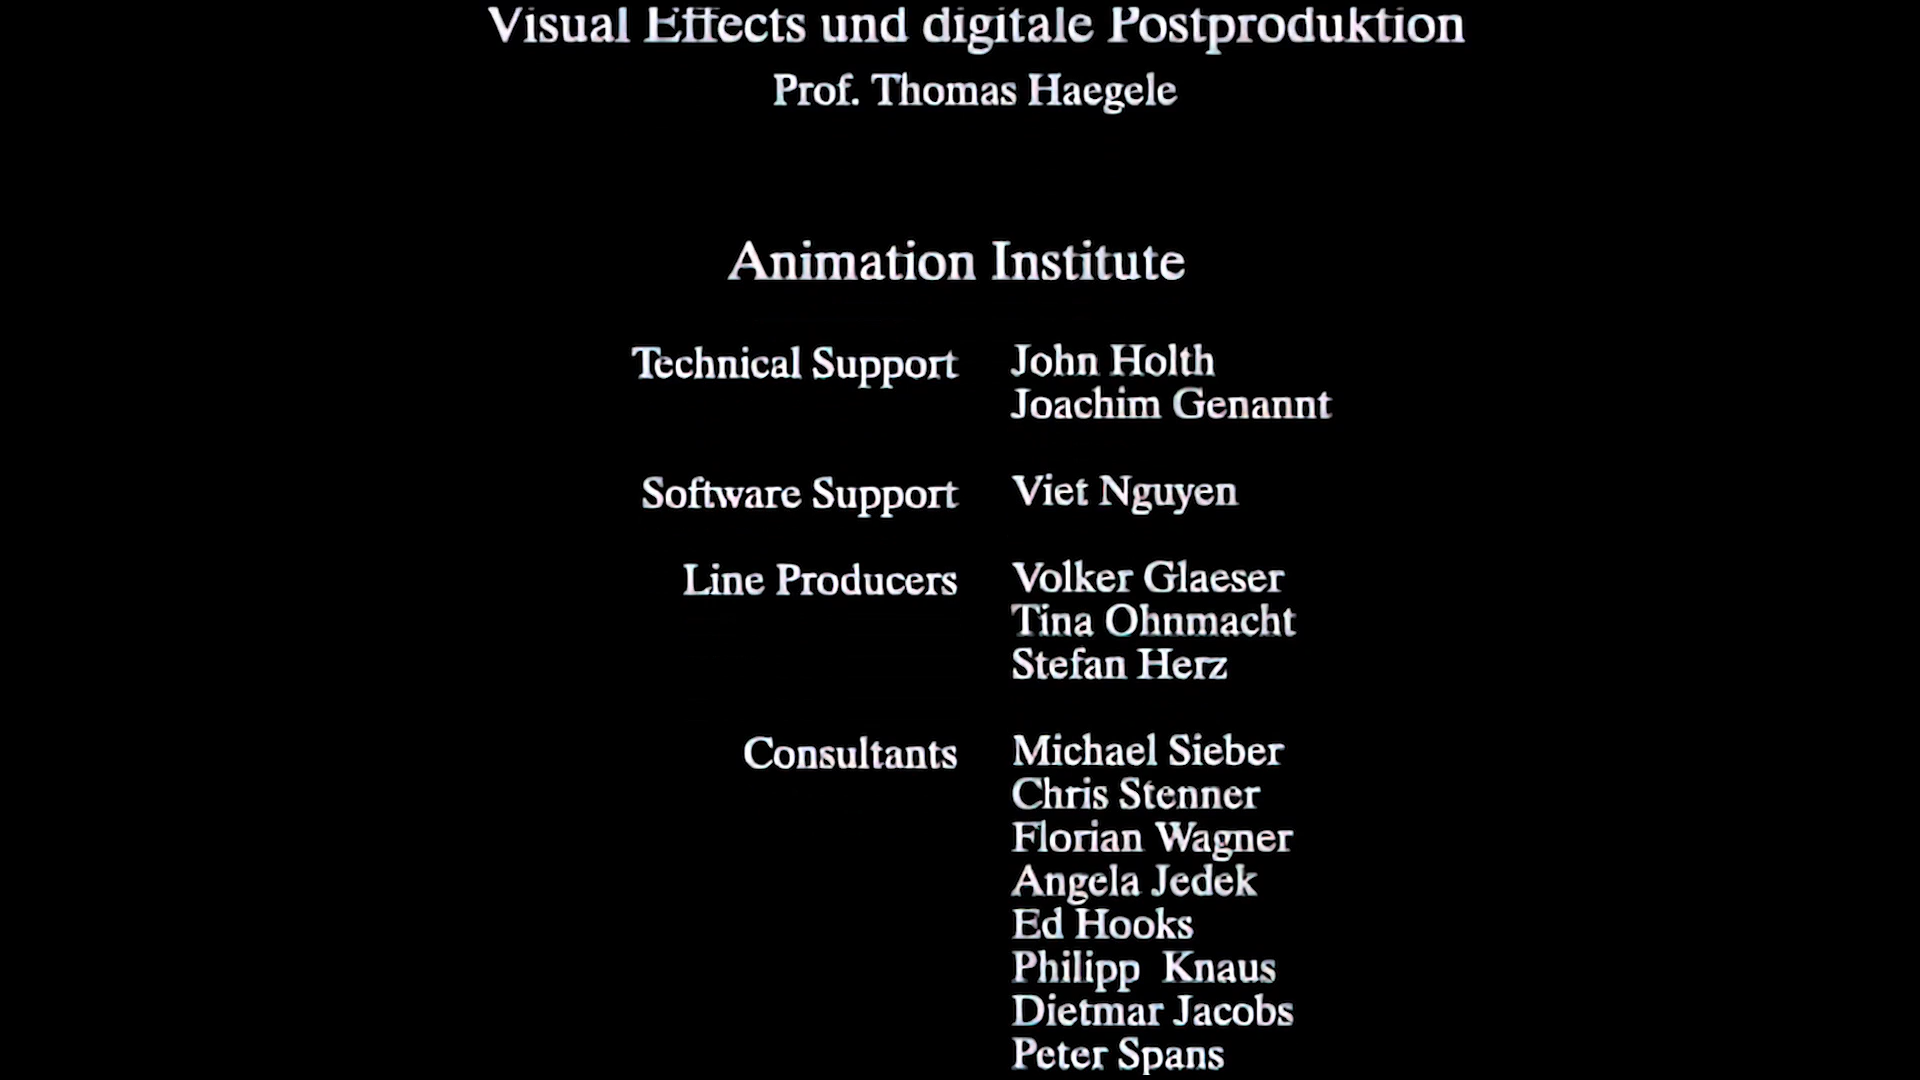 Visual Effects und digitale Postproduktion
Prof. Thomas Haegele
Animation Institute
Technical Support John Holth
Joachim Genannt
Software Support Viet Nguyen
Line Producers Volker Glaeser
Tina Ohnmacht
Stefan Herz
Consultants Michael Sieber
Chris Stenner
Florian Wagner
Angela Jedek
Ed Hooks
Philipp Knaus
Dietmar Jacobs
Peter Spans